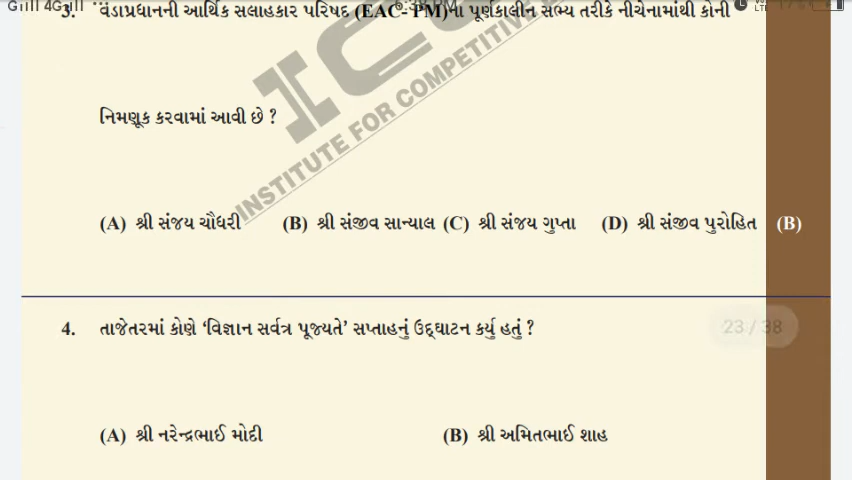 3. વડાપ્રધાનની આર્થિક સલાહકાર પરિષદ (EAC- PM)ના પૂર્ણકાલીન સભ્ય તરીકે નીચેનામાંથી કોની
નિમણૂક કરવામાં આવી છે ?
INSTITUTE FOR COMPETITIVE
(A) શ્રી સંજય ચૌધરી (B) શ્રી સંજીવ સાન્યાલ (C) શ્રી સંજય ગુપ્તા (D) શ્રી સંજીવ પુરોહિત (B)
4. તાજેતરમાં કોણે ‘વિજ્ઞાન સર્વત્ર પૂજ્યતે’ સપ્તાહનું ઉદ્ઘાટન કર્યુ હતું ?
23 / 38
(A) શ્રી નરેન્દ્રભાઈ મોદી (B) શ્રી અમિતભાઈ શાહ